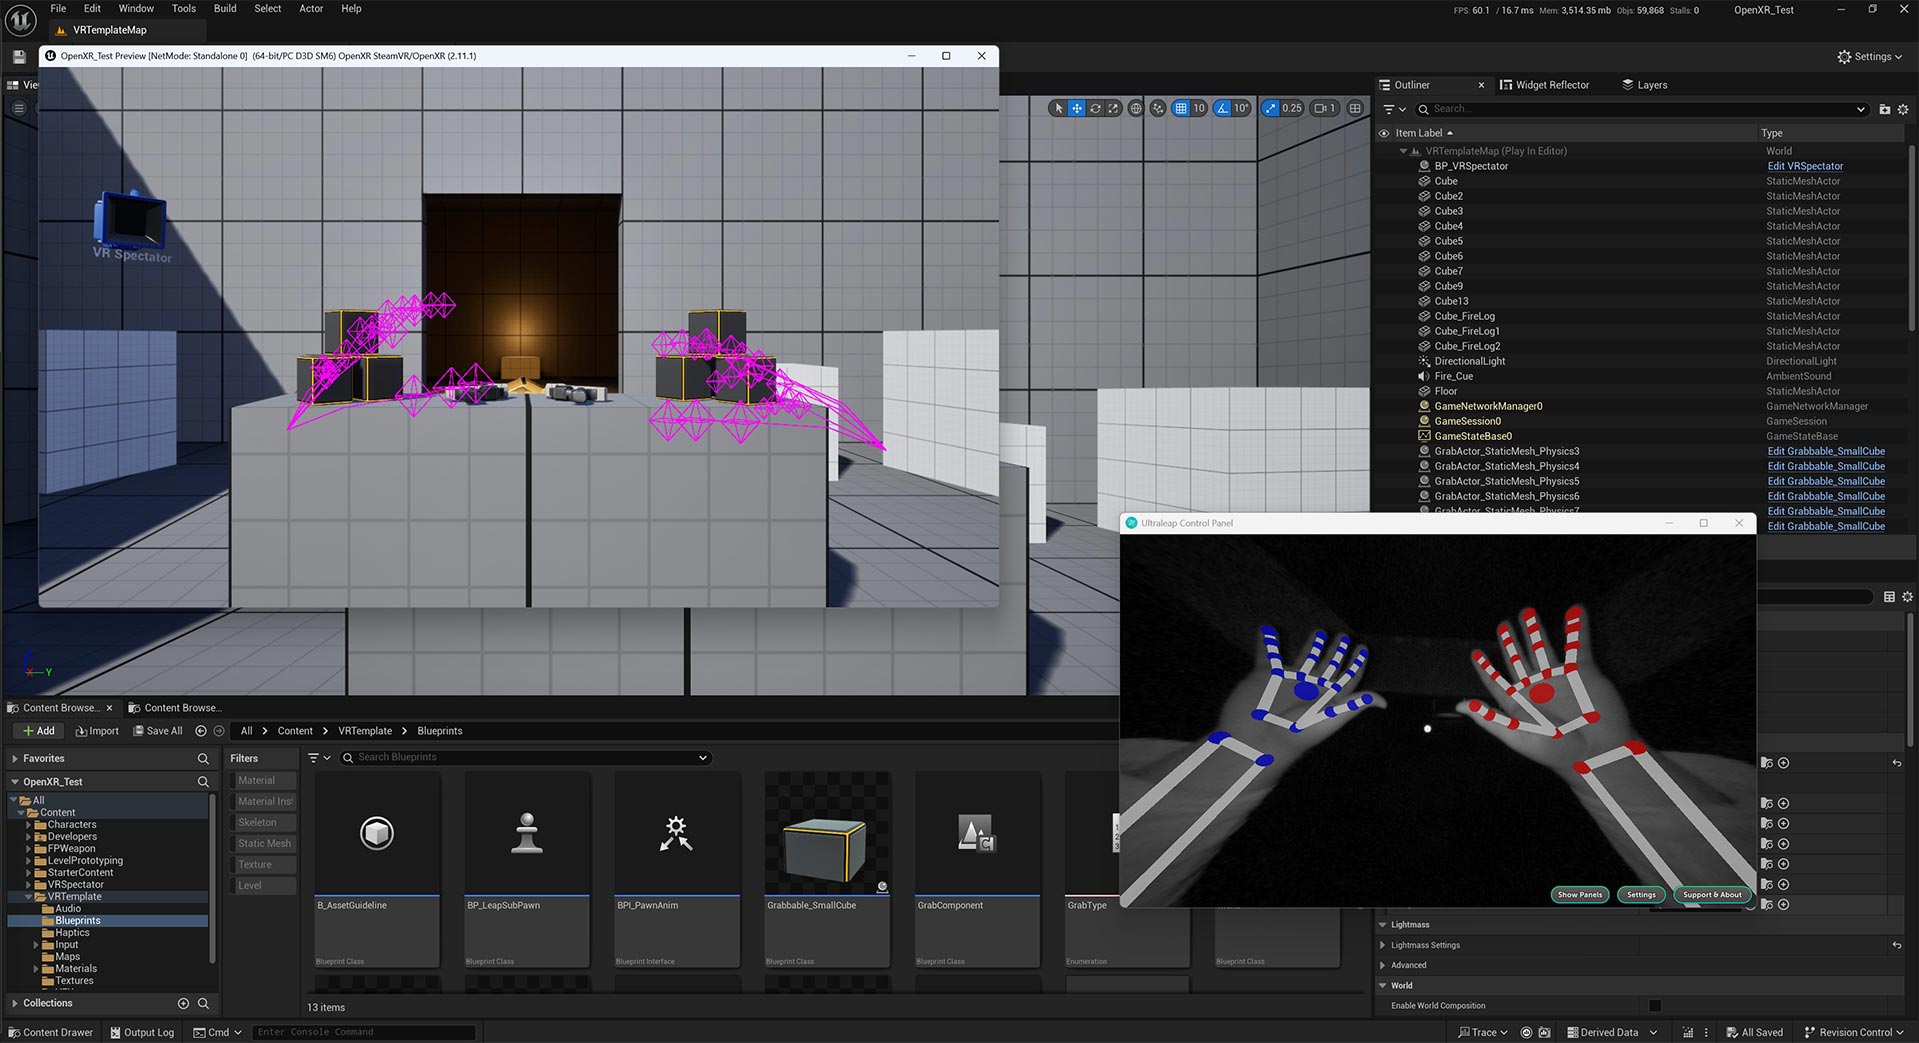 File Edit Window Tools Build Select Actor Help
FPS: 60.1 / 16.7 ms Mem: 3,514.35 mb Objs: 59,868 Stalls: 0
OpenXR_Test
VRTemplateMap
Settings
OpenXR_Test Preview [NetMode: Standalone 0] (64-bit/PC D3D SM6) OpenXR SteamVR/OpenXR (2.11.1)
10 10° 0.25 1
VR Spectator
Y
Outliner Widget Reflector Layers
Search...
Item Label Type
VRTemplateMap (Play In Editor) World
BP_VRSpectator Edit VRSpectator
Cube StaticMeshActor
Cube2 StaticMeshActor
Cube3 StaticMeshActor
Cube4 StaticMeshActor
Cube5 StaticMeshActor
Cube6 StaticMeshActor
Cube7 StaticMeshActor
Cube9 StaticMeshActor
Cube13 StaticMeshActor
Cube_FireLog StaticMeshActor
Cube_FireLog1 StaticMeshActor
Cube_FireLog2 StaticMeshActor
DirectionalLight DirectionalLight
Fire_Cue AmbientSound
Floor StaticMeshActor
GameNetworkManager0 GameNetworkManager
GameSession0 GameSession
GameStateBase0 GameStateBase
GrabActor_StaticMesh_Physics3 Edit Grabbable_SmallCube
GrabActor_StaticMesh_Physics4 Edit Grabbable_SmallCube
GrabActor_StaticMesh_Physics5 Edit Grabbable_SmallCube
GrabActor_StaticMesh_Physics6 Edit Grabbable_SmallCube
GrabActor_StaticMesh_Physics7 Edit Grabbable_SmallCube
Edit Grabbable_SmallCube
Ultraleap Control Panel
Show Panels Settings Support & About
Lightmass
Lightmass Settings
Advanced
World
Enable World Composition
Content Browse... Content Browse...
Add Import Save All All Content VRTemplate Blueprints
Favorites
OpenXR_Test
All
Content
Characters
Developers
FPWeapon
LevelPrototyping
StarterContent
VRSpectator
VRTemplate
Audio
Blueprints
Haptics
Input
Maps
Materials
Textures
Collections
Filters
Material
Material Ins
Skeleton
Static Mesh
Texture
Level
Search Blueprints
B_AssetGuideline BP_LeapSubPawn BPI_PawnAnim Grabbable_SmallCube GrabComponent GrabType
Blueprint Class Blueprint Class Blueprint Interface Blueprint Class Blueprint Class Enumeration Blueprint Class
13 items
Content Drawer Output Log Cmd Enter Console Command
Trace Derived Data All Saved Revision Control